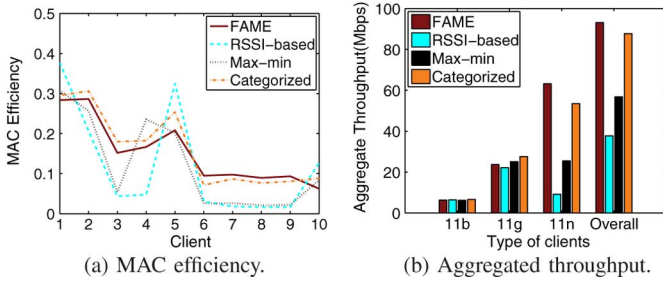 0.5
0.4
0.3
0.2
0.1
0
MAC Efficiency
FAME
RSSI-based
Max-min
Categorized
1 2 3 4 5 6 7 8 9 10
Client
(a) MAC efficiency.
100
80
60
40
20
0
Aggregate Throughput(Mbps)
FAME
RSSI-based
Max-min
Categorized
11b 11g 11n Overall
Type of clients
(b) Aggregated throughput.